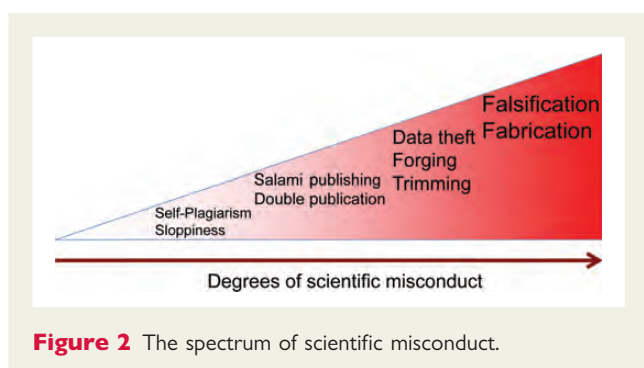 Falsification
Fabrication
Data theft
Forging
Trimming
Salami publishing
Double publication
Self-Plagiarism
Sloppiness
Degrees of scientific misconduct
Figure 2 The spectrum of scientific misconduct.